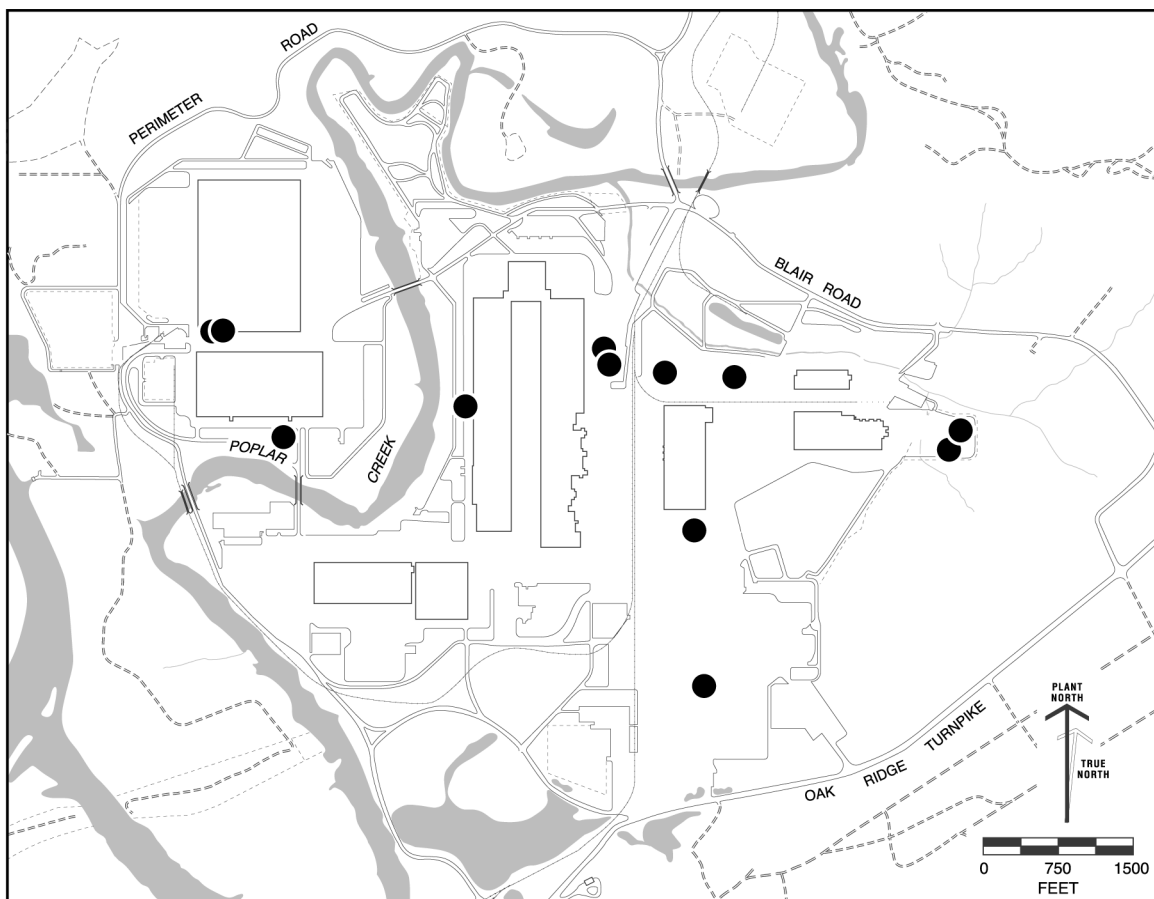 ROAD
PERIMETER
BLAIR ROAD
POPLAR
CREEK
PLANT
NORTH
TRUE
NORTH
OAK RIDGE TURNPIKE
0 750 1500
FEET